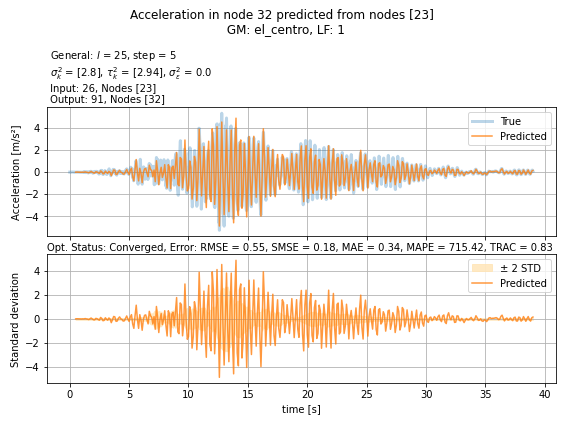 Acceleration in node 32 predicted from nodes [23]
GM: el_centro, LF: 1
General: l = 25, step = 5
σ²ₖ = [2.8], τ²ₖ = [2.94], σ²ε = 0.0
Input: 26, Nodes [23]
Output: 91, Nodes [32]
Acceleration [m/s²]
4
2
0
−2
−4
True
Predicted
Opt. Status: Converged, Error: RMSE = 0.55, SMSE = 0.18, MAE = 0.34, MAPE = 715.42, TRAC = 0.83
Standard deviation
4
2
0
−2
−4
± 2 STD
Predicted
0 5 10 15 20 25 30 35 40
time [s]